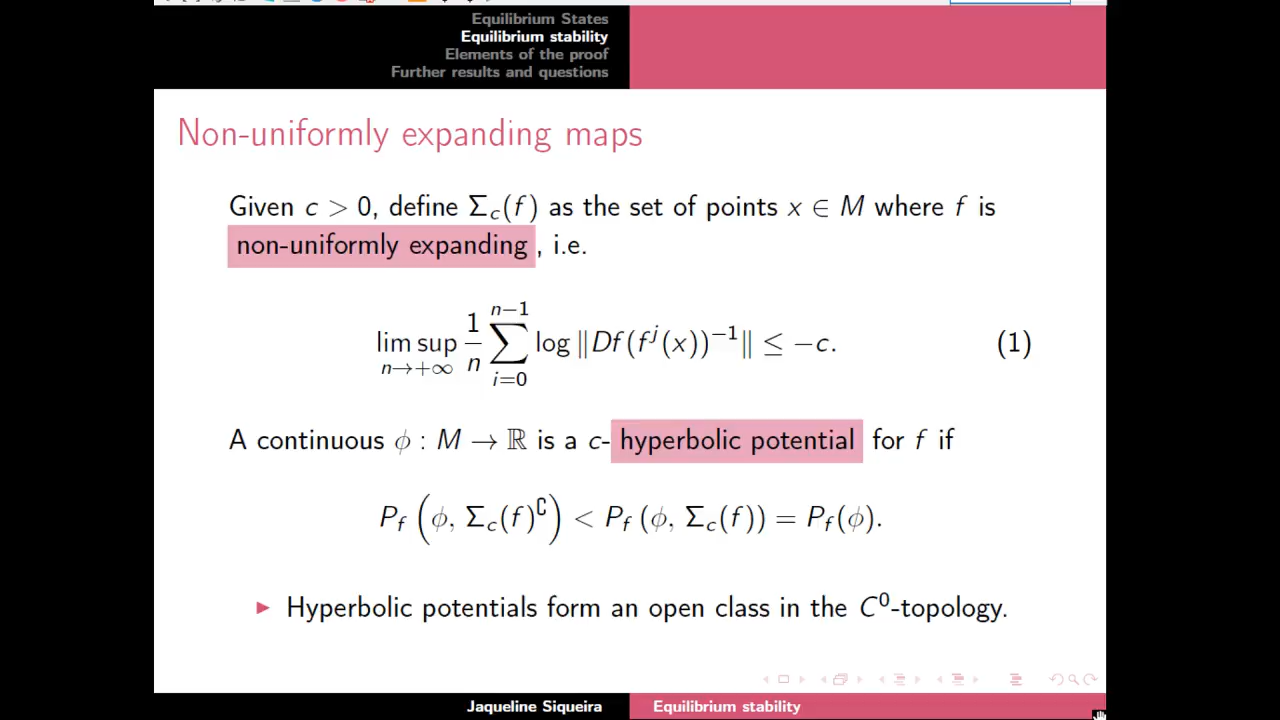 Equilibrium States
Equilibrium stability
Elements of the proof
Further results and questions
Non-uniformly expanding maps
Given c > 0, define Σ_c(f) as the set of points x ∈ M where f is
non-uniformly expanding , i.e.
lim sup_{n→+∞} 1/n ∑_{i=0}^{n−1} log ‖Df(f^j(x))^{−1}‖ ≤ −c. (1)
A continuous ϕ : M → ℝ is a c- hyperbolic potential for f if
P_f (ϕ, Σ_c(f)^∁) < P_f (ϕ, Σ_c(f)) = P_f(ϕ).
▶ Hyperbolic potentials form an open class in the C^0-topology.
Jaqueline Siqueira Equilibrium stability